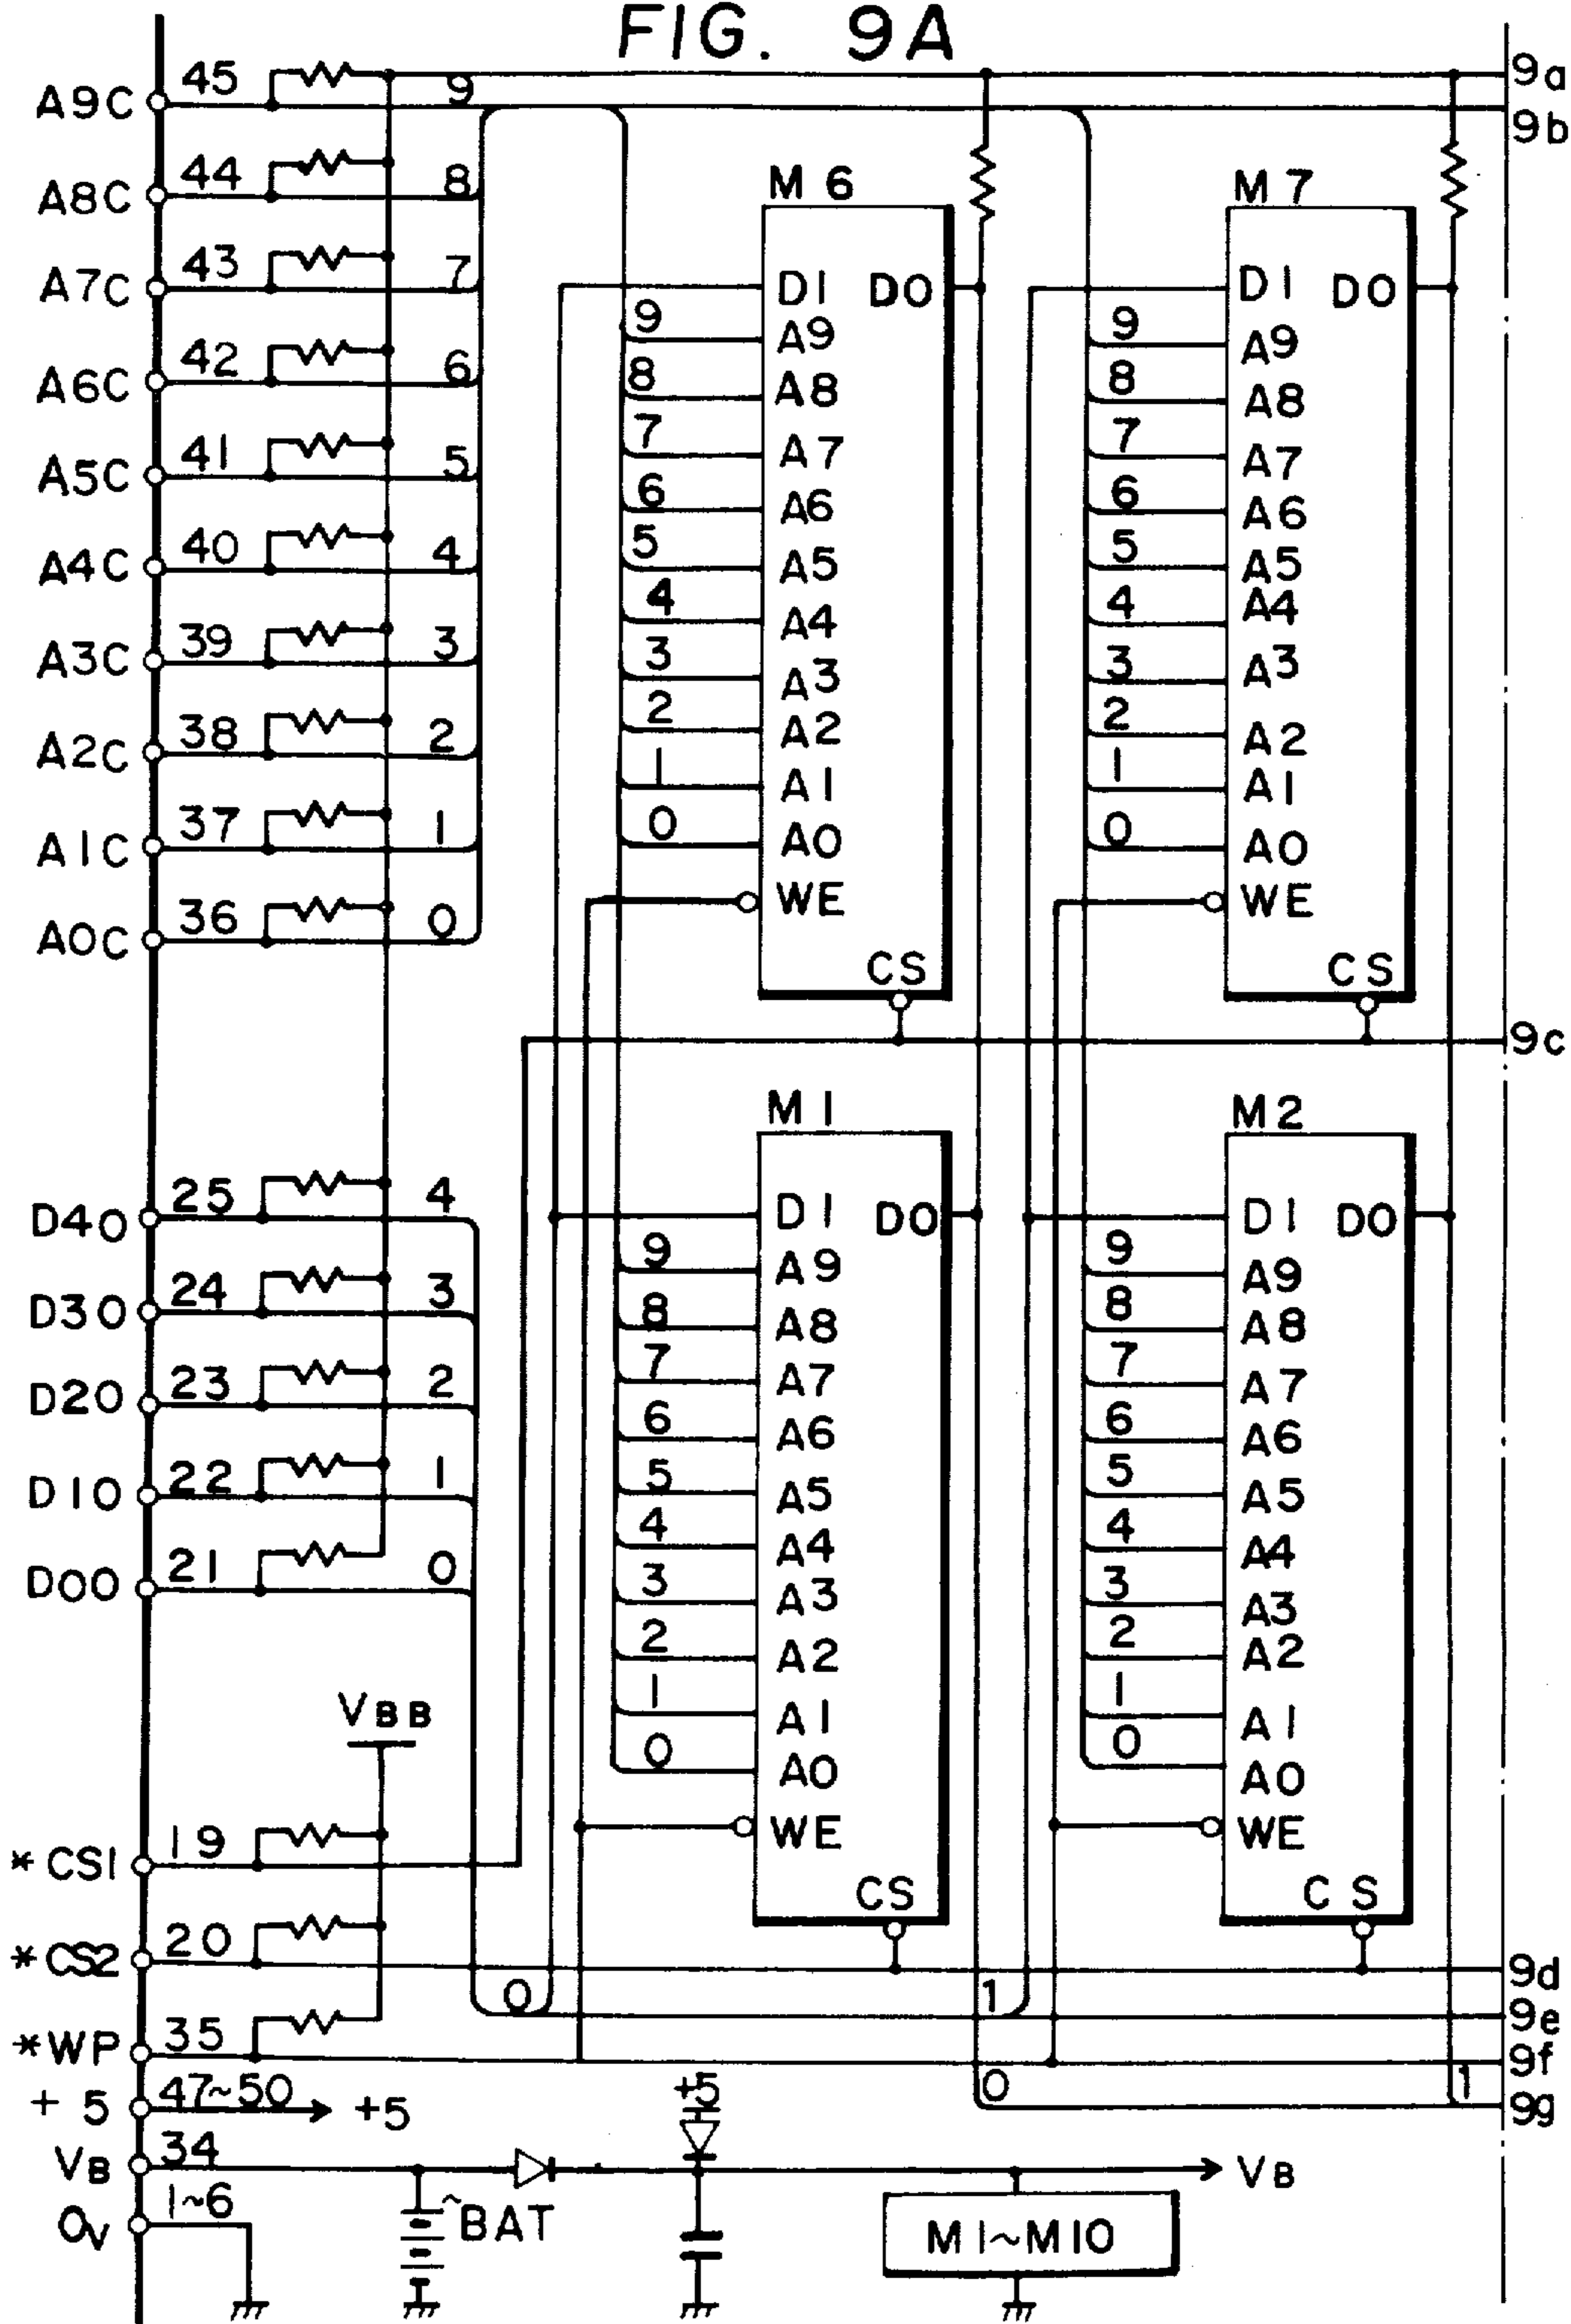 FIG. 9A
A9C 45 9 9a
9b
A8C 44 8
A7C 43 7
A6C 42 6
A5C 41 5
A4C 40 4
A3C 39 3
A2C 38 2
A1C 37 1
A0C 36 0
M6
DI DO
9 A9
8 A8
7 A7
6 A6
5 A5
4 A4
3 A3
2 A2
1 A1
0 A0
WE
CS
M7
DI DO
9 A9
8 A8
7 A7
6 A6
5 A5
4 A4
3 A3
2 A2
1 A1
0 A0
WE
CS
9c
D40 25 4
D30 24 3
D20 23 2
D10 22 1
D00 21 0
M1
DI DO
9 A9
8 A8
7 A7
6 A6
5 A5
4 A4
3 A3
2 A2
1 A1
0 A0
WE
CS
M2
DI DO
9 A9
8 A8
7 A7
6 A6
5 A5
4 A4
3 A3
2 A2
1 A1
0 A0
WE
CS
VBB
*CS1 19
*CS2 20 9d
0 1 9e
*WP 35 9f
+5 47~50 +5 +5 0 1 9g
VB 34 VB
0V 1~6
~BAT
M1~M10